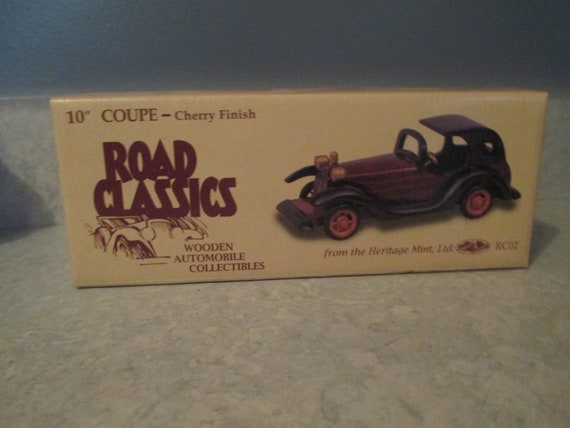 10" COUPE – Cherry Finish
ROAD
CLASSICS
WOODEN
AUTOMOBILE
COLLECTIBLES
from the Heritage Mint, Ltd. RC02